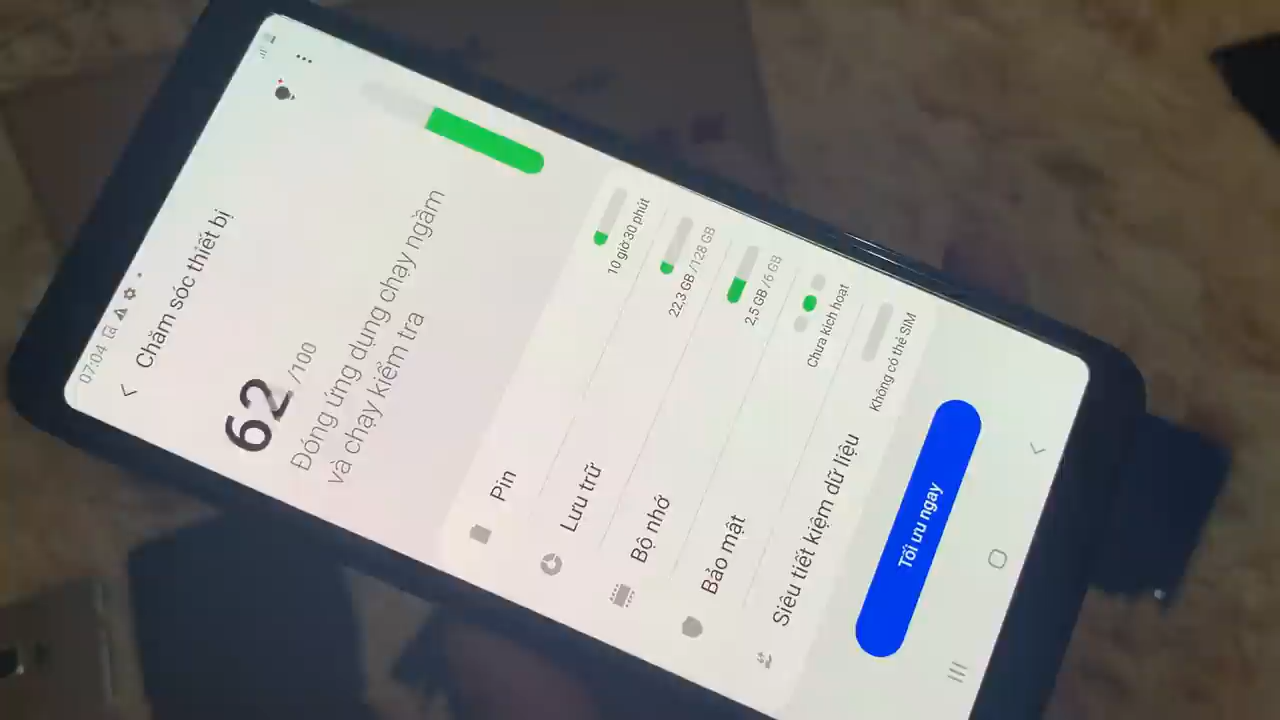 07:04
Chăm sóc thiết bị
62 /100
Đóng ứng dụng chạy ngầm
và chạy kiểm tra
Pin
10 giờ 30 phút
Lưu trữ
22,3 GB /128 GB
Bộ nhớ
2,5 GB /6 GB
Bảo mật
Chưa kích hoạt
Siêu tiết kiệm dữ liệu
Không có thẻ SIM
Tối ưu ngay